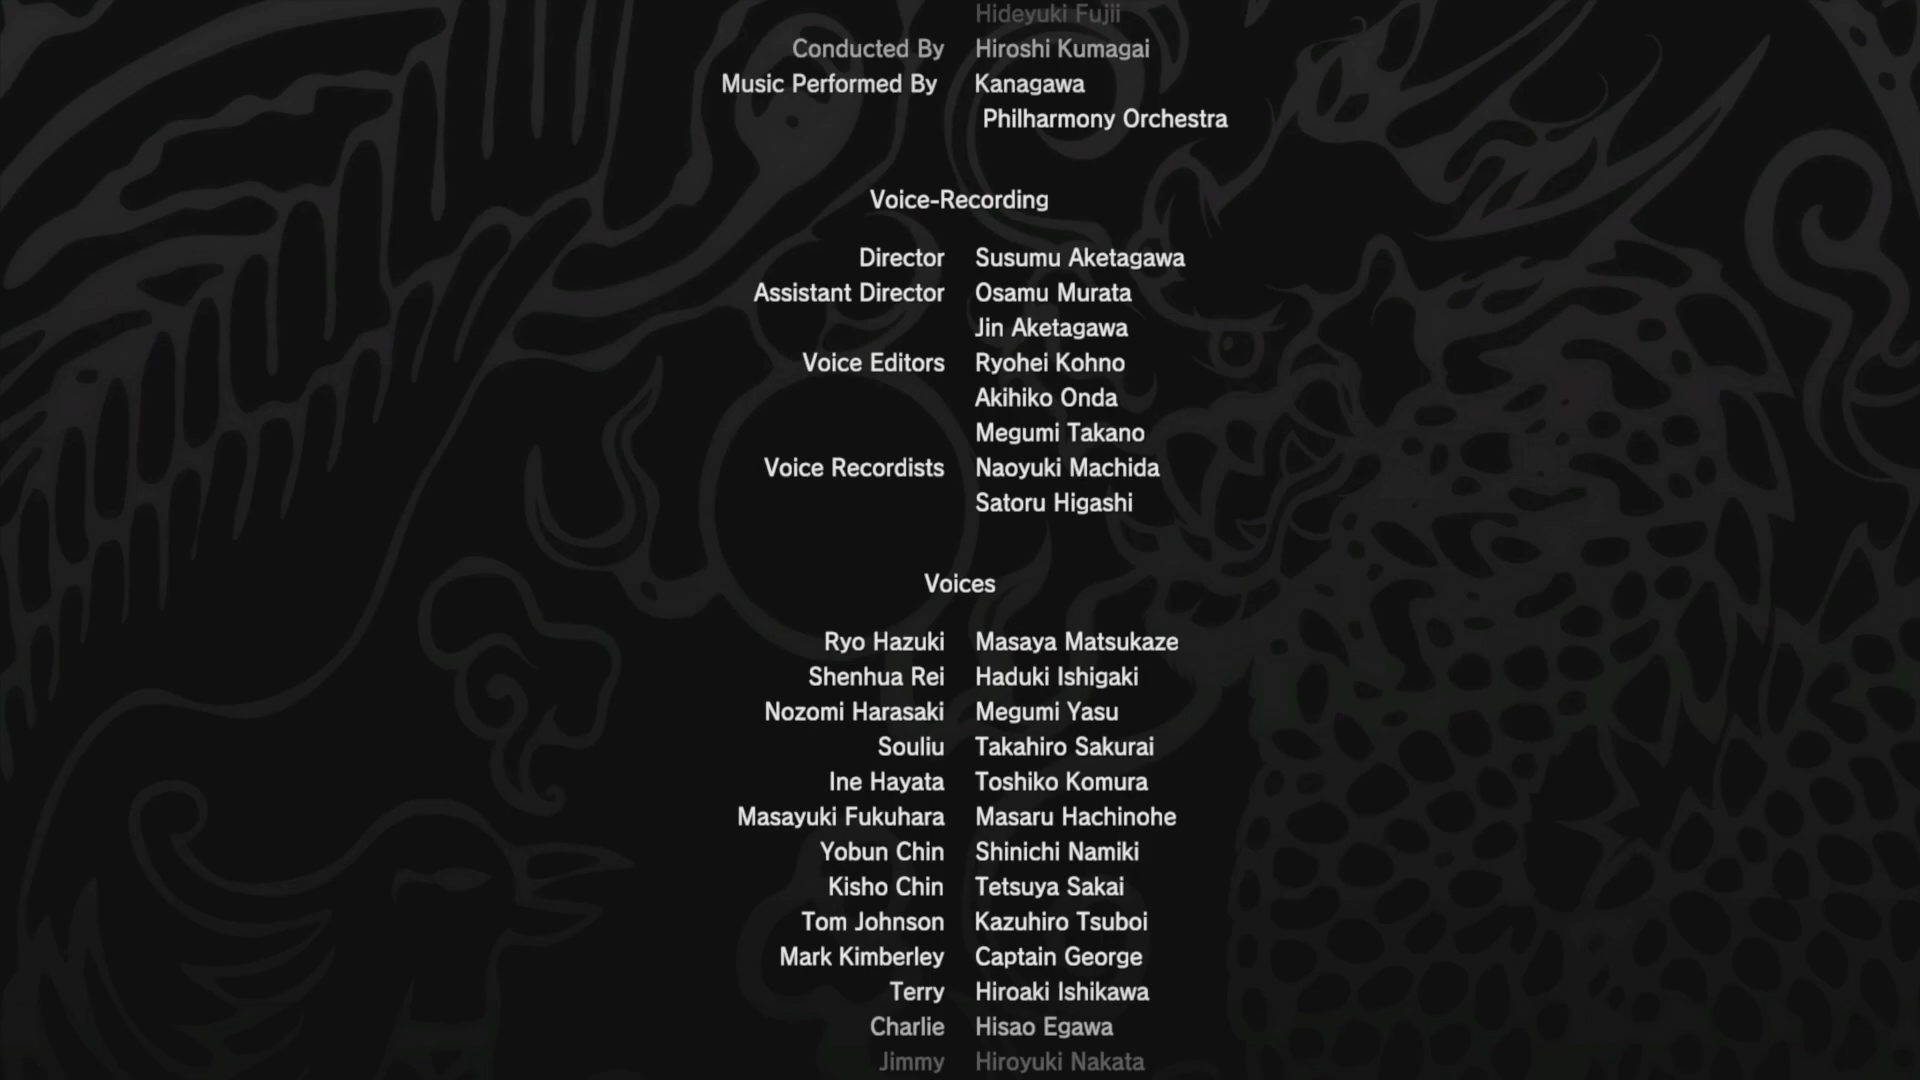 Hideyuki Fujii
Conducted By Hiroshi Kumagai
Music Performed By Kanagawa
Philharmony Orchestra
Voice-Recording
Director Susumu Aketagawa
Assistant Director Osamu Murata
Jin Aketagawa
Voice Editors Ryohei Kohno
Akihiko Onda
Megumi Takano
Voice Recordists Naoyuki Machida
Satoru Higashi
Voices
Ryo Hazuki Masaya Matsukaze
Shenhua Rei Haduki Ishigaki
Nozomi Harasaki Megumi Yasu
Souliu Takahiro Sakurai
Ine Hayata Toshiko Komura
Masayuki Fukuhara Masaru Hachinohe
Yobun Chin Shinichi Namiki
Kisho Chin Tetsuya Sakai
Tom Johnson Kazuhiro Tsuboi
Mark Kimberley Captain George
Terry Hiroaki Ishikawa
Charlie Hisao Egawa
Jimmy Hiroyuki Nakata